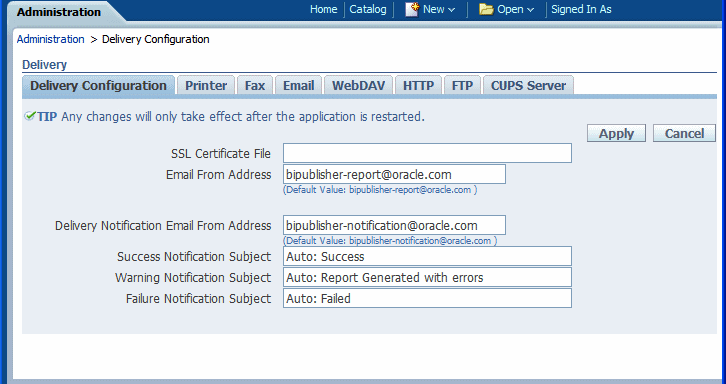 Administration
Home Catalog New Open Signed In As
Administration > Delivery Configuration
Delivery
Delivery Configuration Printer Fax Email WebDAV HTTP FTP CUPS Server
TIP Any changes will only take effect after the application is restarted.
Apply Cancel
SSL Certificate File
Email From Address bipublisher-report@oracle.com
(Default Value: bipublisher-report@oracle.com )
Delivery Notification Email From Address bipublisher-notification@oracle.com
(Default Value: bipublisher-notification@oracle.com )
Success Notification Subject Auto: Success
Warning Notification Subject Auto: Report Generated with errors
Failure Notification Subject Auto: Failed